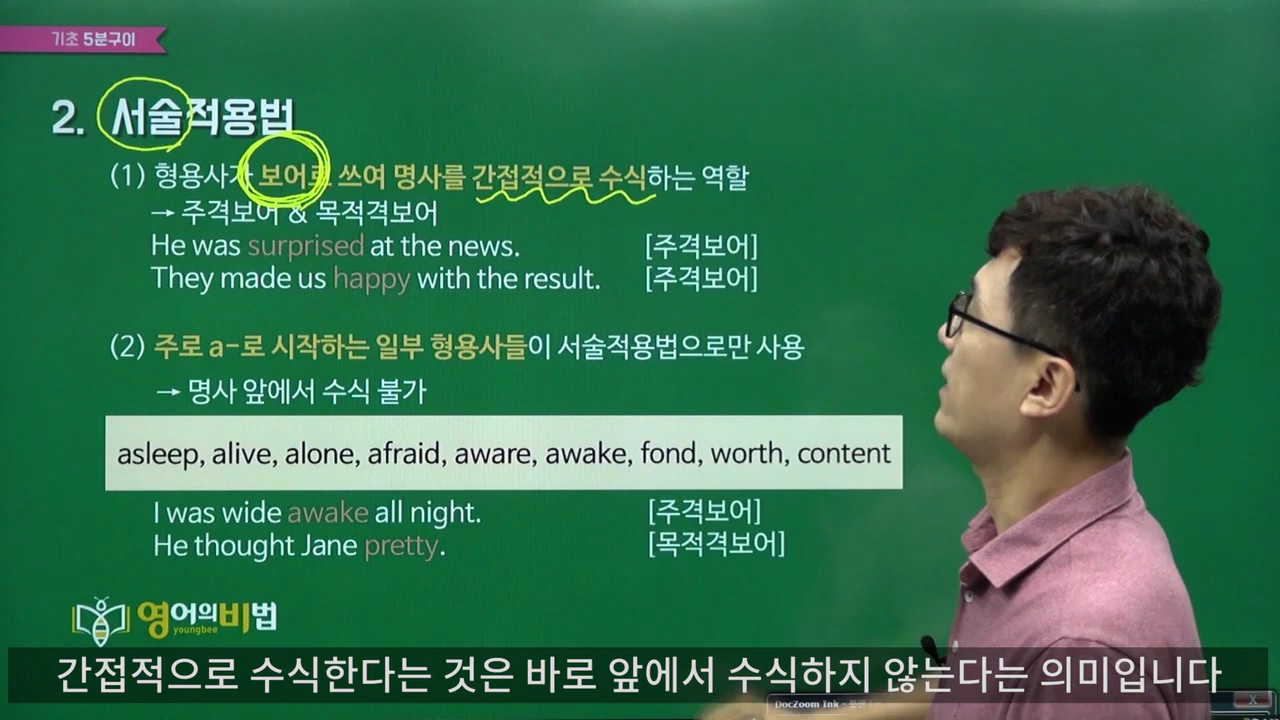 기초 5분구이
2. 서술적용법
(1) 형용사가 보어로 쓰여 명사를 간접적으로 수식하는 역할
→ 주격보어 & 목적격보어
He was surprised at the news. [주격보어]
They made us happy with the result. [주격보어]
(2) 주로 a-로 시작하는 일부 형용사들이 서술적용법으로만 사용
→ 명사 앞에서 수식 불가
asleep, alive, alone, afraid, aware, awake, fond, worth, content
I was wide awake all night. [주격보어]
He thought Jane pretty. [목적격보어]
영어의비법
youngbee
간접적으로 수식한다는 것은 바로 앞에서 수식하지 않는다는 의미입니다
DocZoom Ink -
X